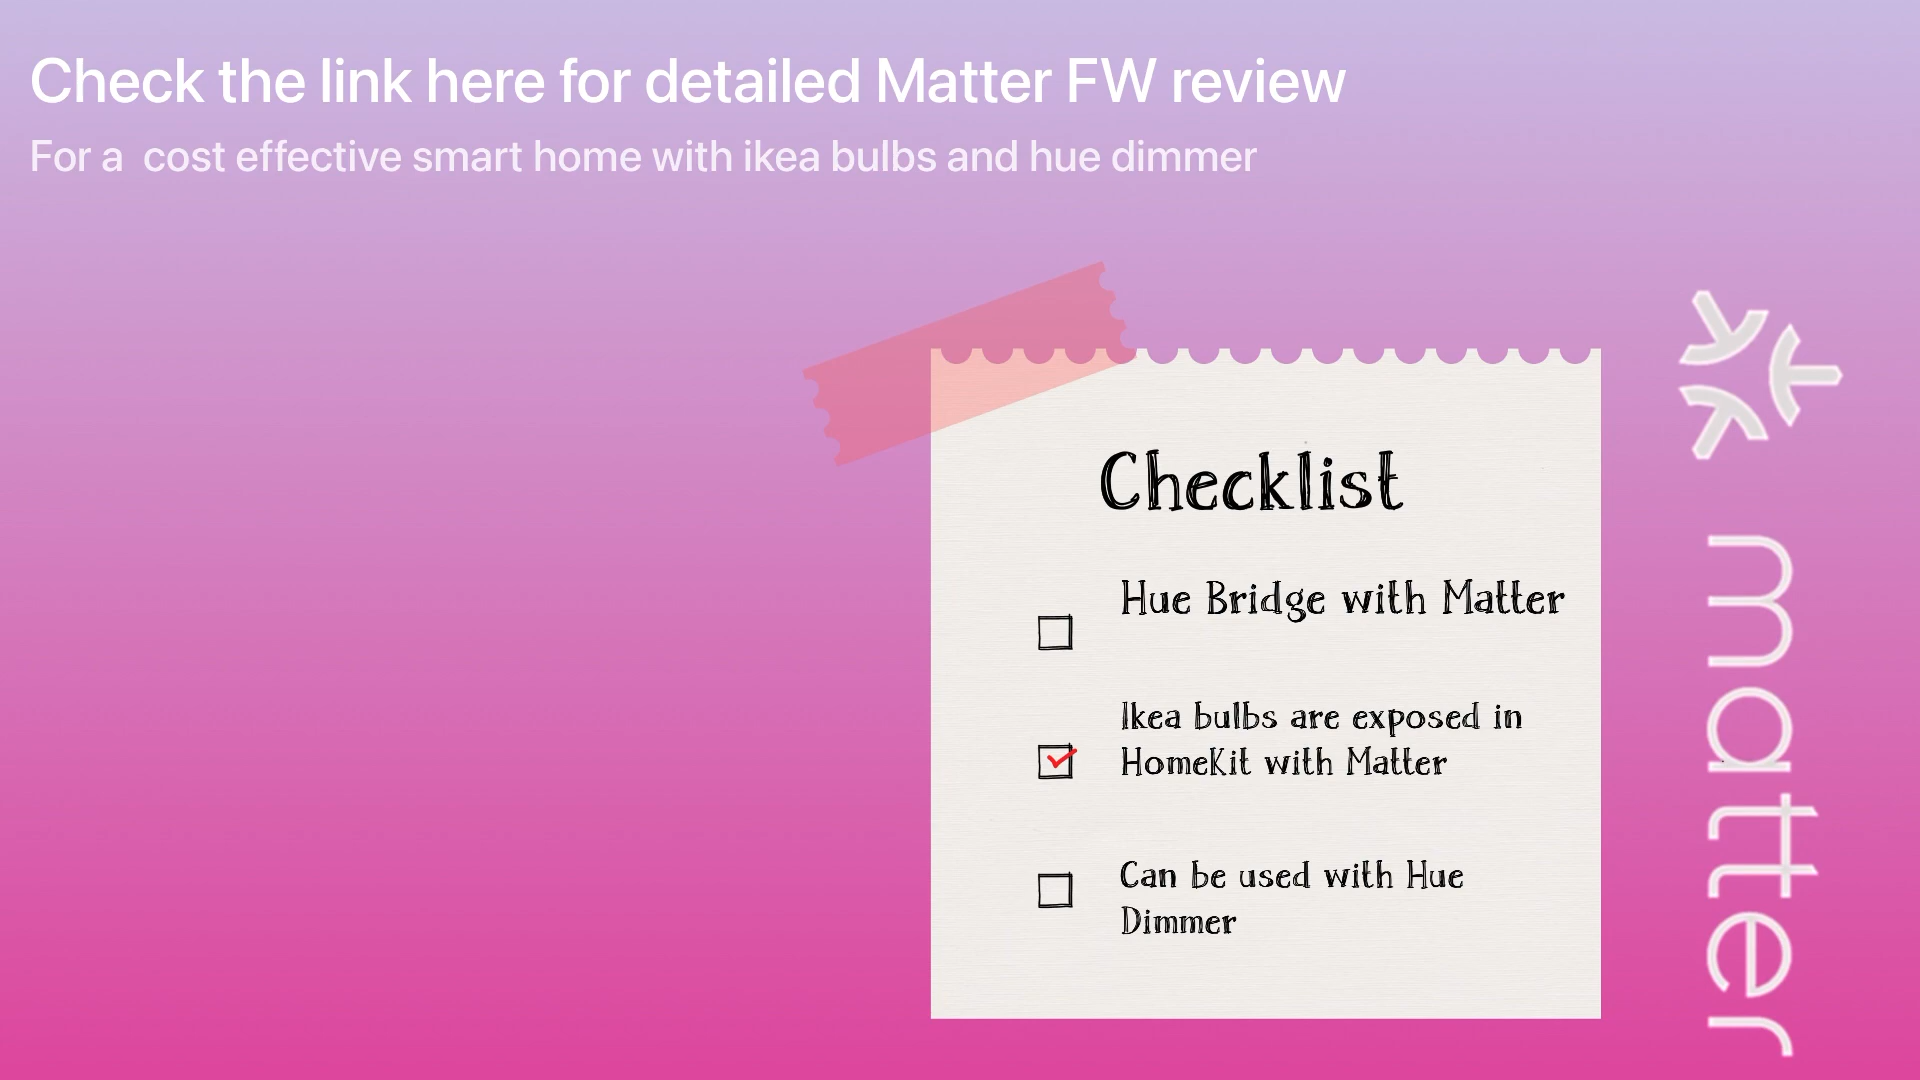 Check the link here for detailed Matter FW review
For a  cost effective smart home with ikea bulbs and hue dimmer
Checklist
Hue Bridge with Matter
Ikea bulbs are exposed in
HomeKit with Matter
Can be used with Hue
Dimmer
matter